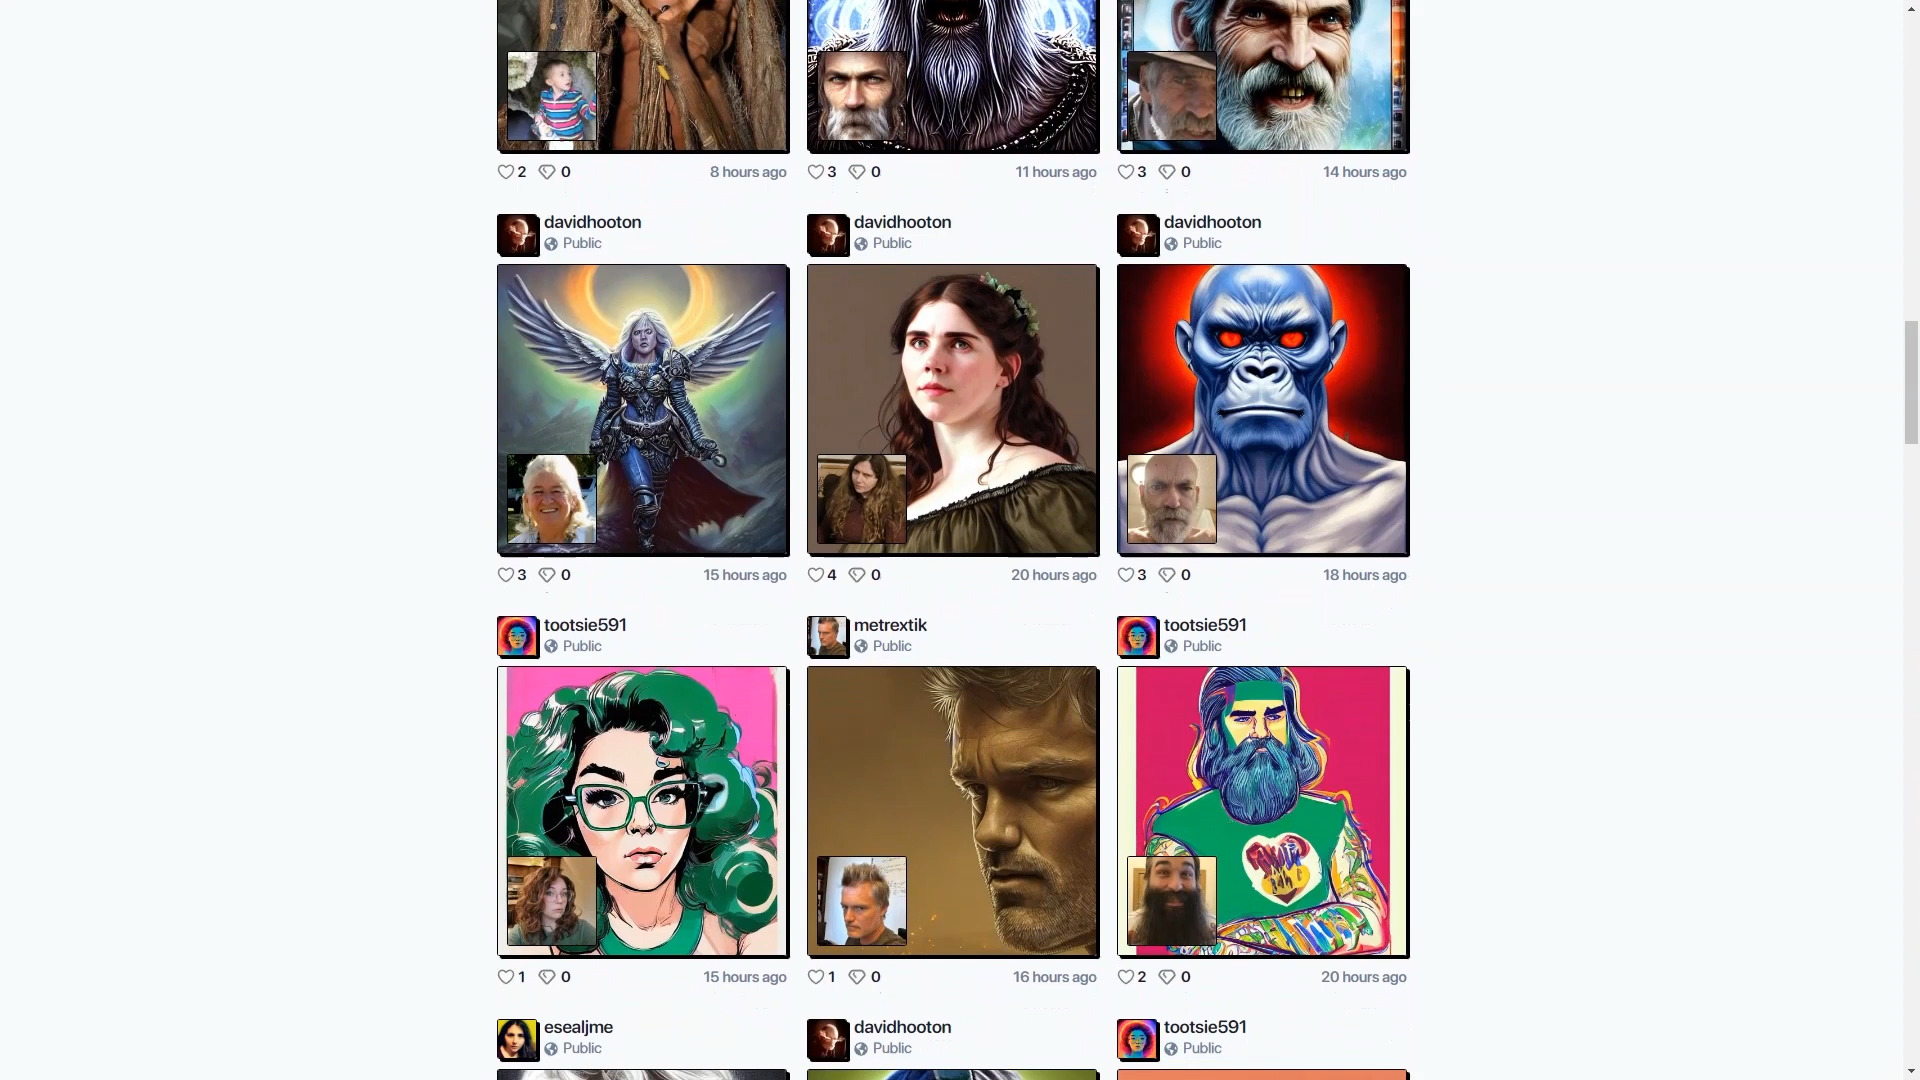 2 0 8 hours ago
3 0 11 hours ago
3 0 14 hours ago
davidhooton
Public
davidhooton
Public
davidhooton
Public
3 0 15 hours ago
4 0 20 hours ago
3 0 18 hours ago
tootsie591
Public
metrextik
Public
tootsie591
Public
1 0 15 hours ago
1 0 16 hours ago
2 0 20 hours ago
esealjme
Public
davidhooton
Public
tootsie591
Public